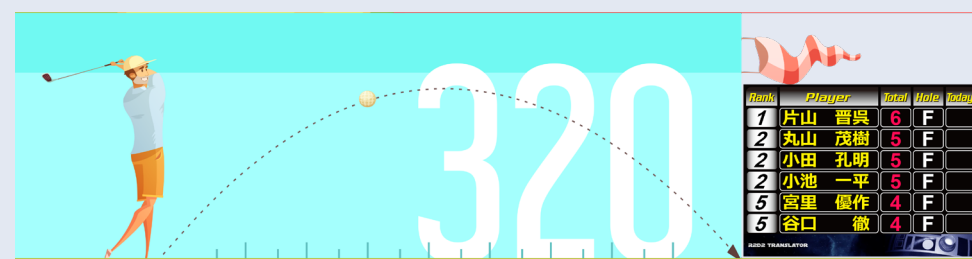 320
Rank Player Total Hole Today
1 片山 晋呉 6 F
2 丸山 茂樹 5 F
2 小田 孔明 5 F
2 小池 一平 5 F
5 宮里 優作 4 F
5 谷口 徹 4 F
R2D2 TRANSLATOR